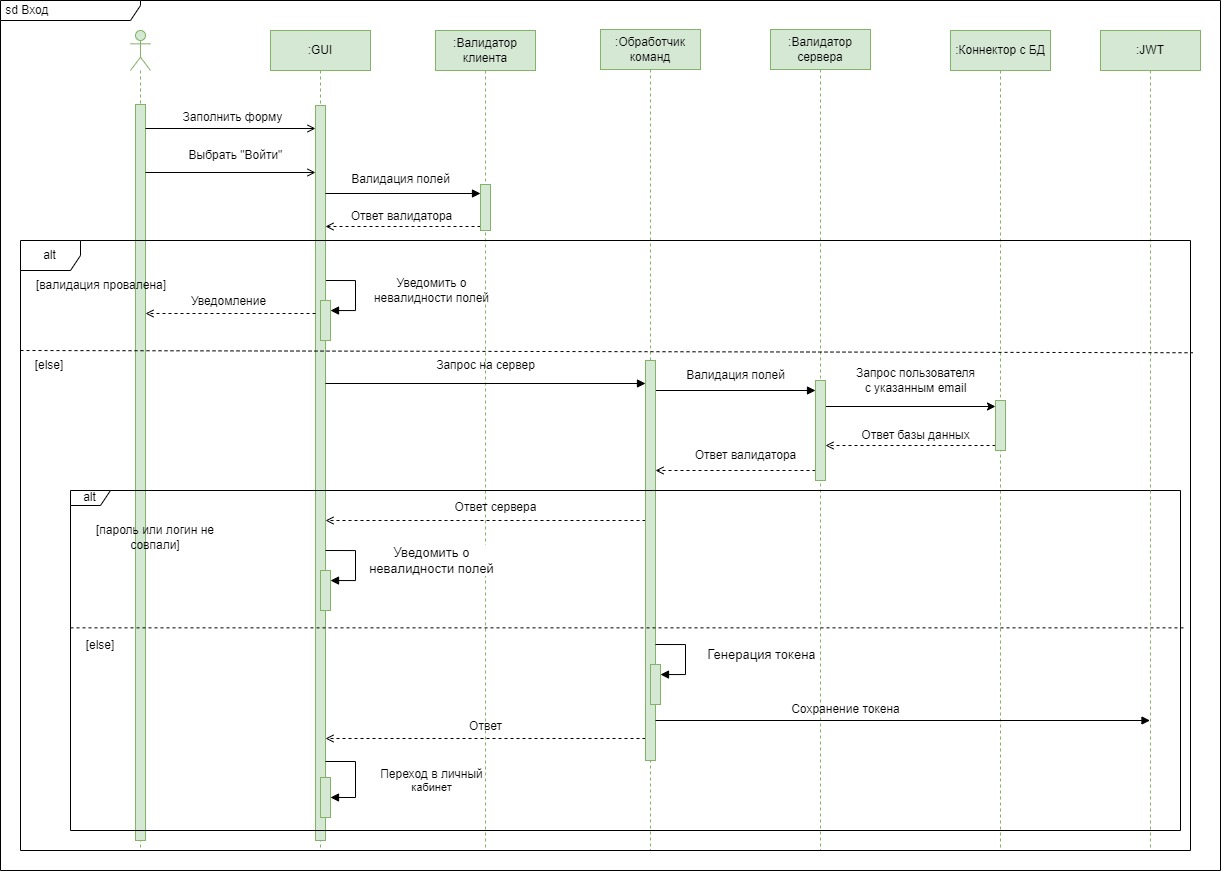 sd Вход
:GUI
:Валидатор
клиента
:Обработчик
команд
:Валидатор
сервера
:Коннектор с БД
:JWT
Заполнить форму
Выбрать "Войти"
Валидация полей
Ответ валидатора
alt
[валидация провалена]
Уведомить о
невалидности полей
Уведомление
[else]
Запрос на сервер
Валидация полей
Запрос пользователя
с указанным email
Ответ базы данных
Ответ валидатора
alt
Ответ сервера
[пароль или логин не
совпали]
Уведомить о
невалидности полей
[else]
Генерация токена
Сохранение токена
Ответ
Переход в личный
кабинет